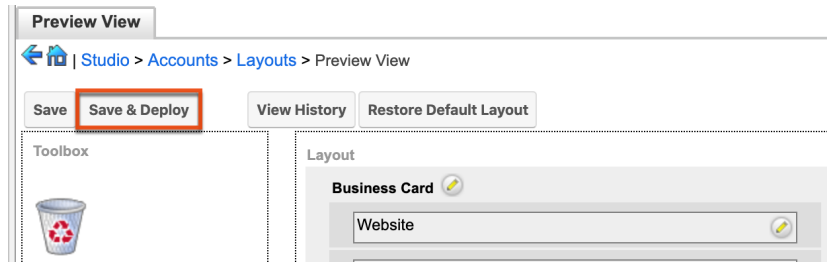 Preview View
| Studio > Accounts > Layouts > Preview View
Save Save & Deploy View History Restore Default Layout
Toolbox
Layout
Business Card
Website